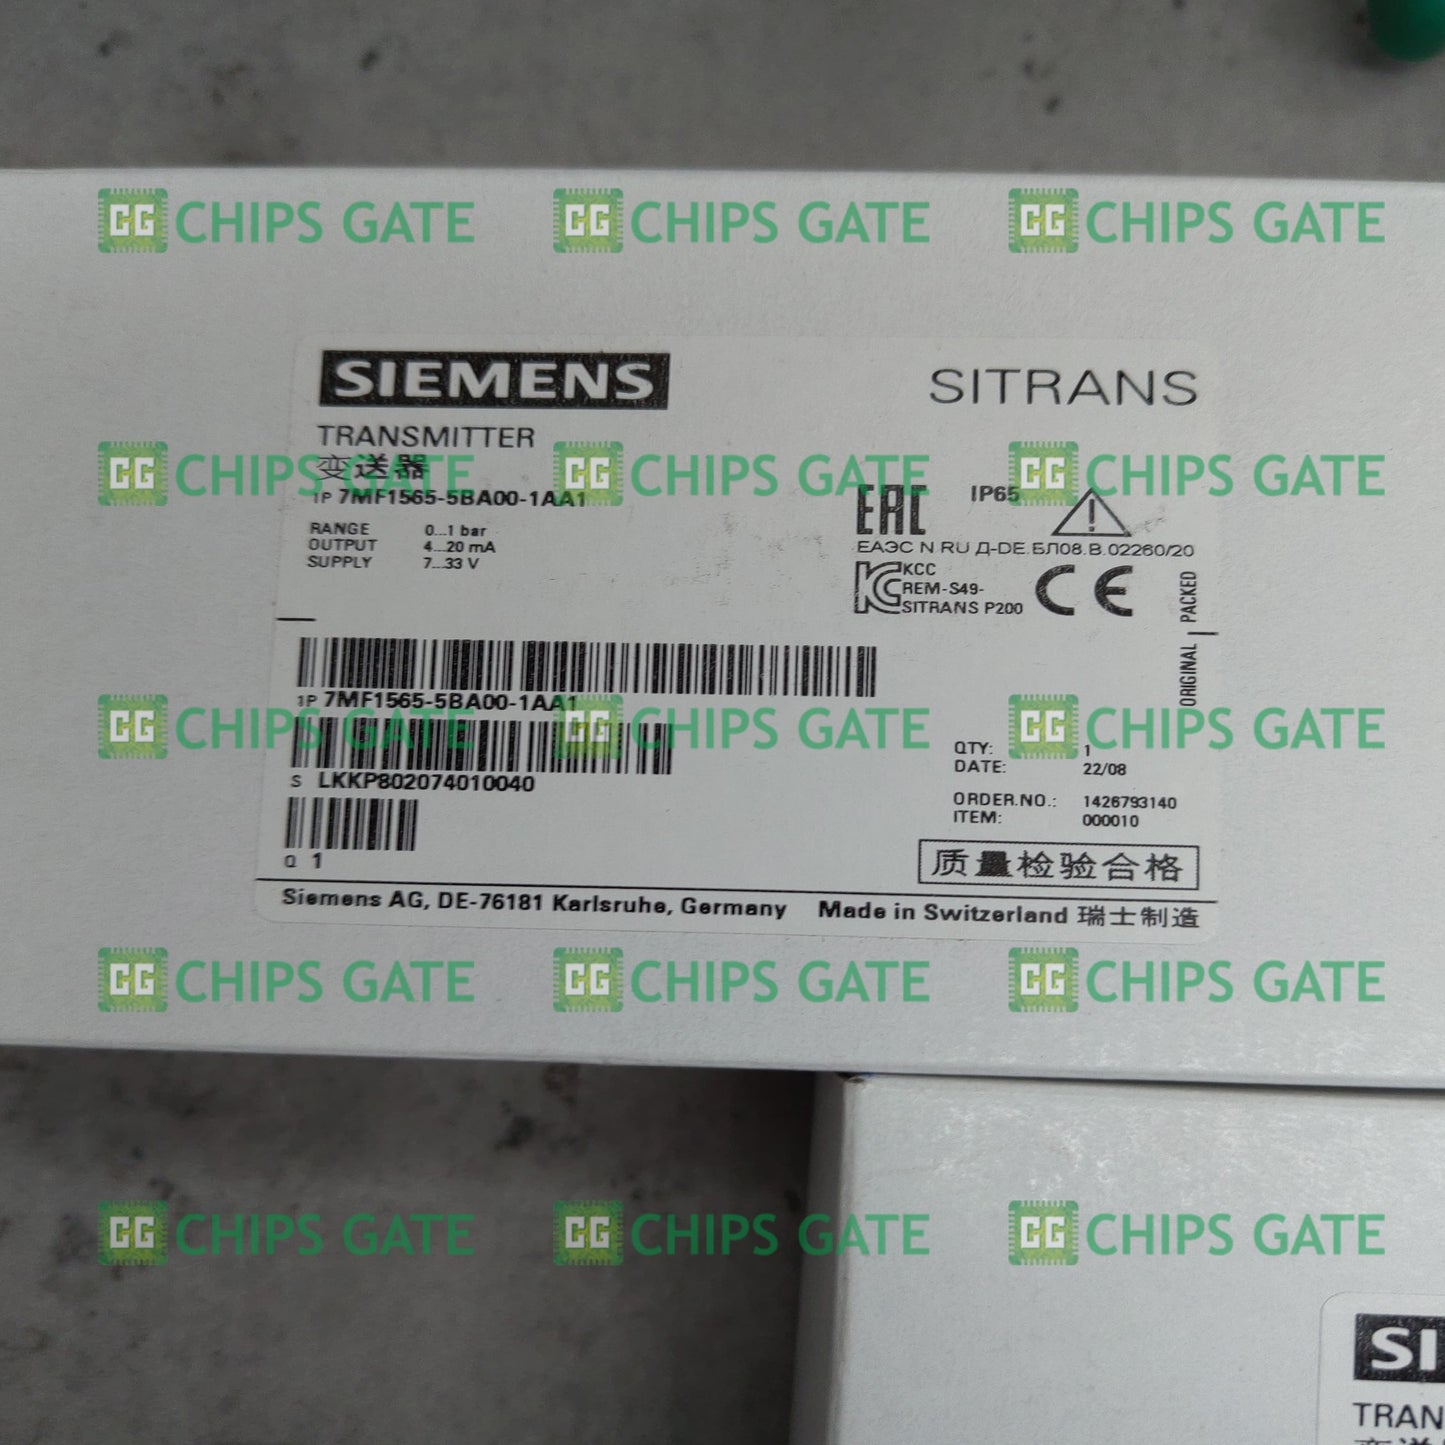 CG CHIPS GATE CG CHIPS GATE CG CHIPS GATE
SIEMENS
SITRANS
TRANSMITTER
变送器
CG CHIPS GATE CG CHIPS GATE CG CHIPS GATE
1P 7MF1565-5BA00-1AA1
RANGE 0...1 bar
OUTPUT 4...20 mA
SUPPLY 7...33 V
EAC IP65
ЕАЭС N RU Д-DE.БЛ08.В.02260/20
KC KCC
REM-S49-
SITRANS P200
CE
ORIGINAL PACKED
1P 7MF1565-5BA00-1AA1
CG CHIPS GATE CG CHIPS GATE CG CHIPS GATE
S LKKP802074010040
Q 1
QTY: 1
DATE: 22/08
ORDER.NO.: 1426793140
ITEM: 000010
质量检验合格
Siemens AG, DE-76181 Karlsruhe, Germany Made in Switzerland 瑞士制造
CG CHIPS GATE CG CHIPS GATE CG CHIPS GATE
CG CHIPS GATE CG CHIPS GATE CG CHIPS GATE
SI
TRAN